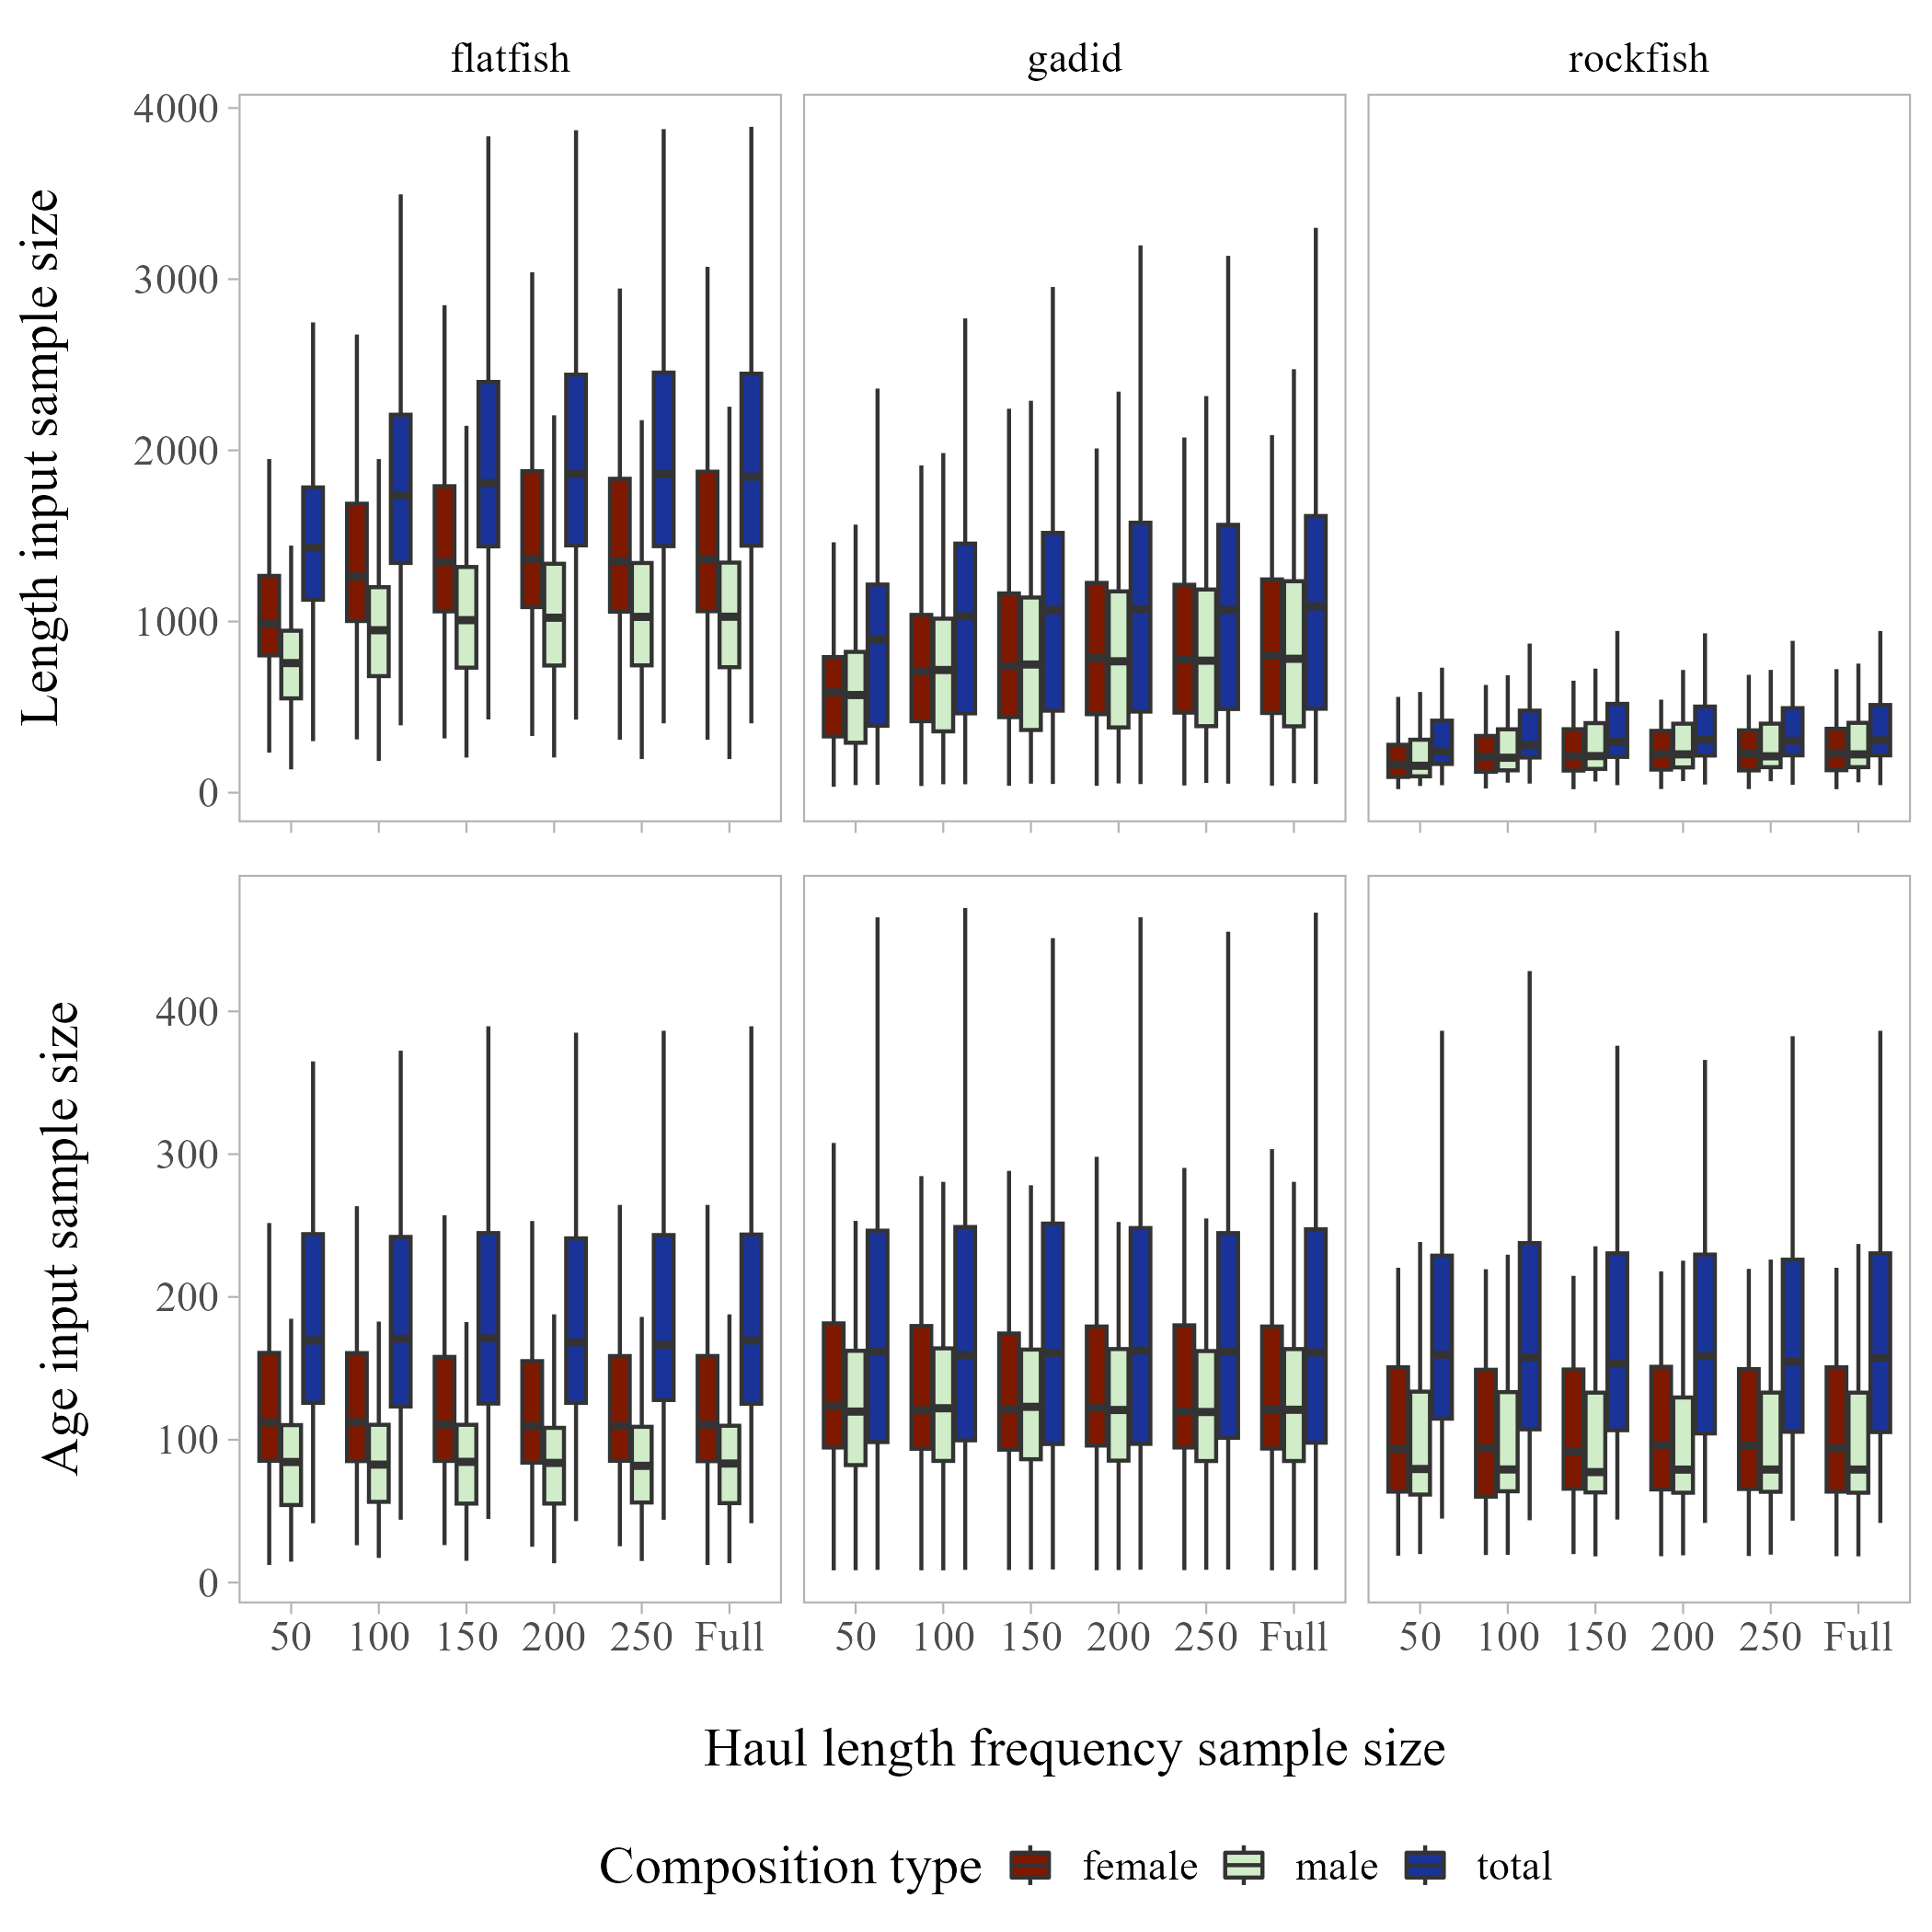 flatfish gadid rockfish
Length input sample size
4000
3000
2000
1000
0
Age input sample size
400
300
200
100
0
50 100 150 200 250 Full 50 100 150 200 250 Full 50 100 150 200 250 Full
Haul length frequency sample size
Composition type female male total